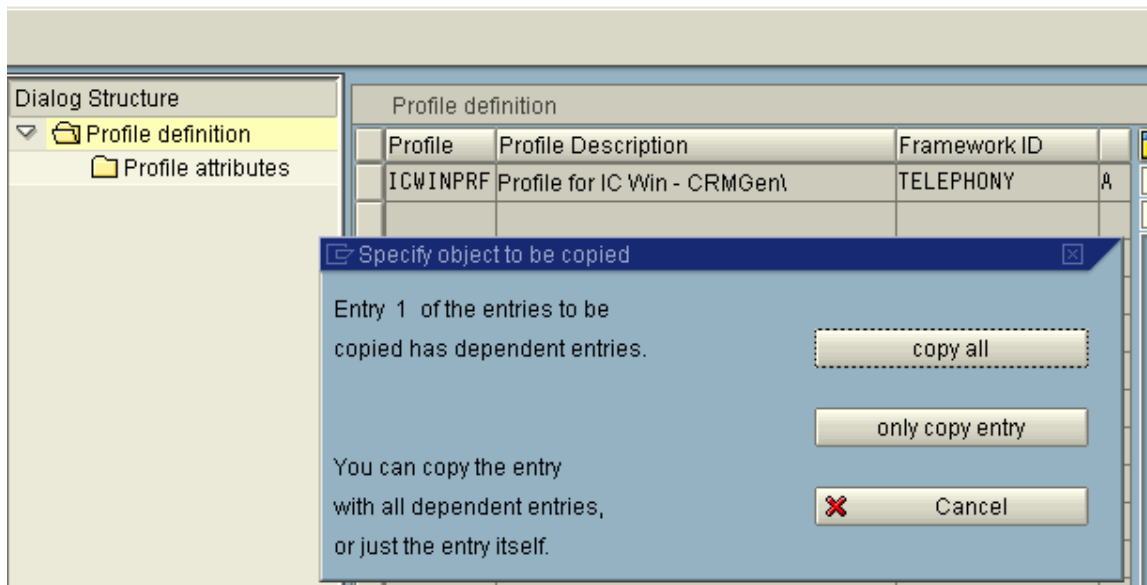 Dialog Structure
Profile definition
Profile attributes
Profile definition
Profile Profile Description Framework ID
ICWINPRF Profile for IC Win - CRMGen\ TELEPHONY A
Specify object to be copied
Entry 1 of the entries to be
copied has dependent entries.
copy all
only copy entry
You can copy the entry
with all dependent entries,
or just the entry itself.
Cancel